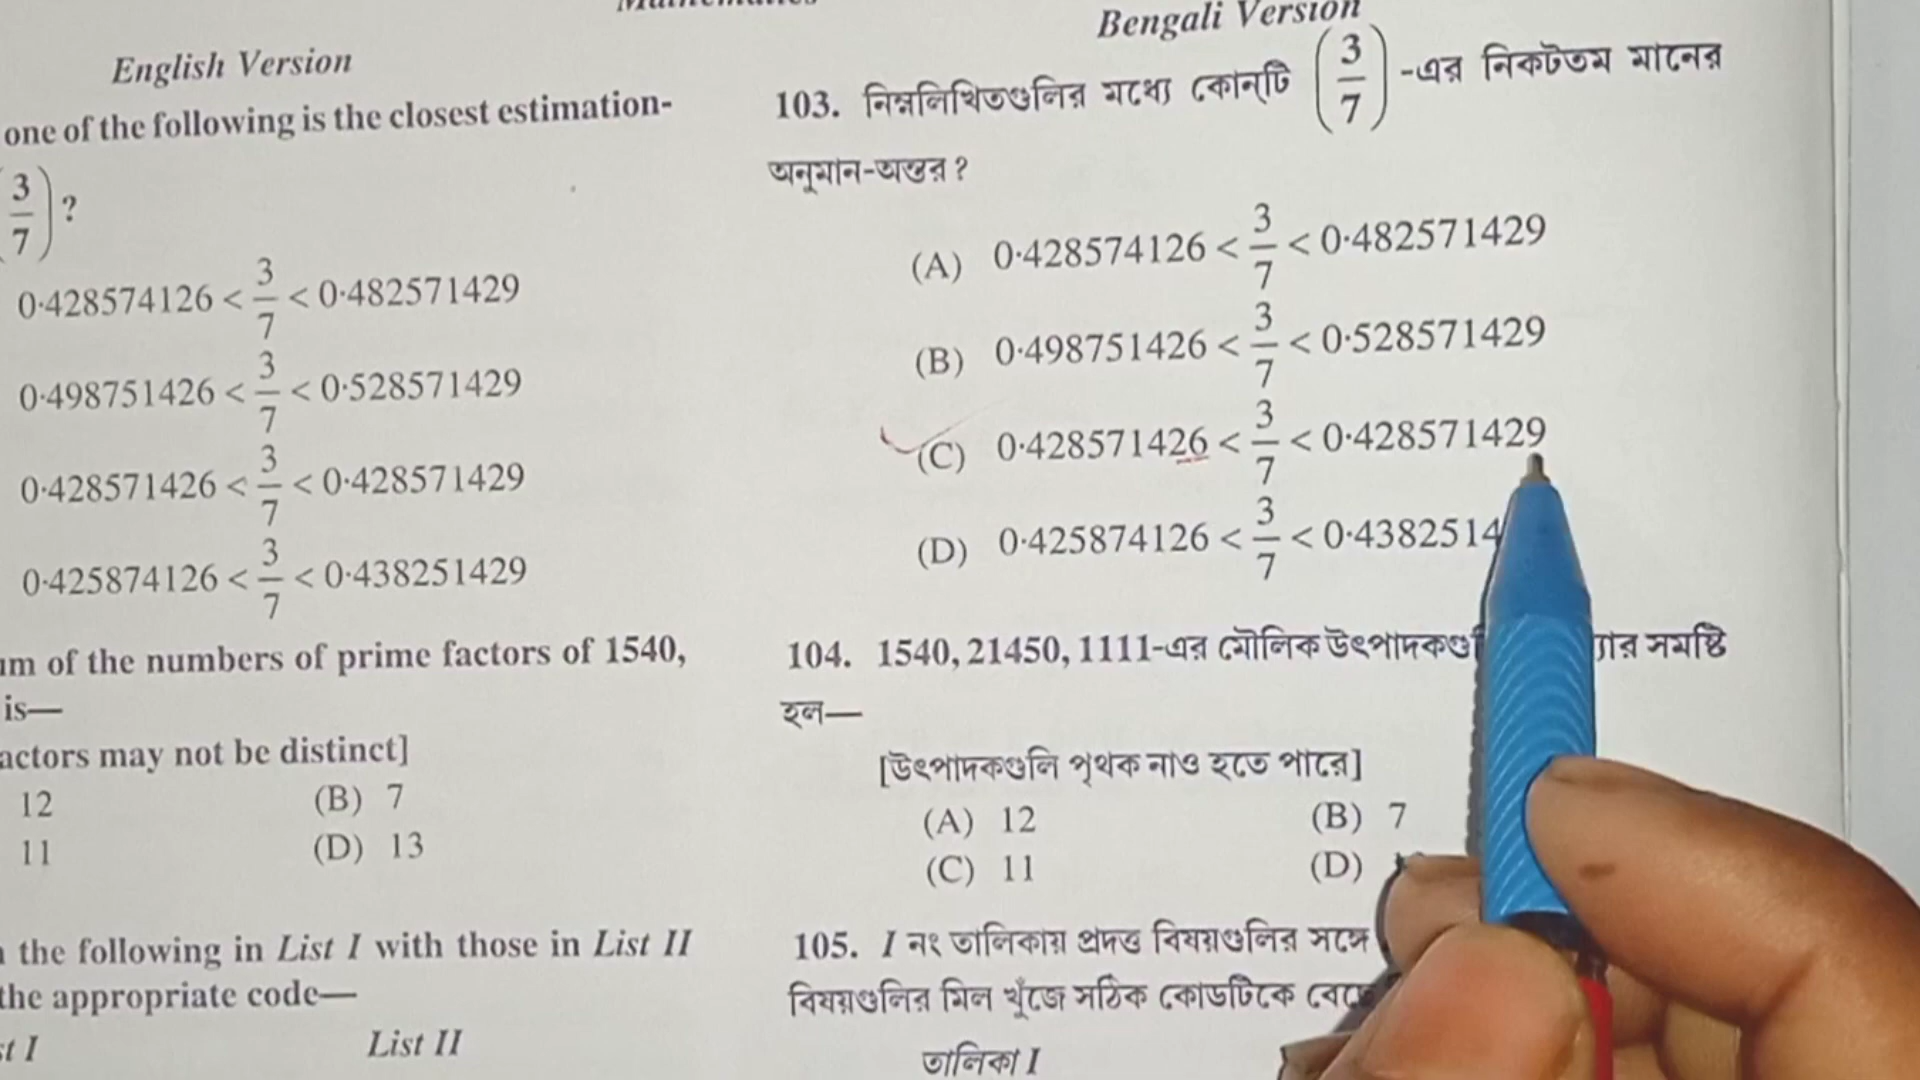 Mathematics
English Version
one of the following is the closest estimation-
(3/7)?
0·428574126 < 3/7 < 0·482571429
0·498751426 < 3/7 < 0·528571429
0·428571426 < 3/7 < 0·428571429
0·425874126 < 3/7 < 0·438251429
um of the numbers of prime factors of 1540,
is—
actors may not be distinct]
12 (B) 7
11 (D) 13
the following in List I with those in List II
the appropriate code—
st I List II
Bengali Version
103. নিম্নলিখিতগুলির মধ্যে কোন্‌টি (3/7)-এর নিকটতম মানের
অনুমান-অন্তর ?
(A) 0·428574126 < 3/7 < 0·482571429
(B) 0·498751426 < 3/7 < 0·528571429
(C) 0·428571426 < 3/7 < 0·428571429
(D) 0·425874126 < 3/7 < 0·4382514
104. 1540, 21450, 1111-এর মৌলিক উৎপাদকগু সমষ্টি
হল—
[উৎপাদকগুলি পৃথক নাও হতে পারে]
(A) 12 (B) 7
(C) 11 (D)
105. I নং তালিকায় প্রদত্ত বিষয়গুলির সঙ্গে
বিষয়গুলির মিল খুঁজে সঠিক কোডটিকে
তালিকা I